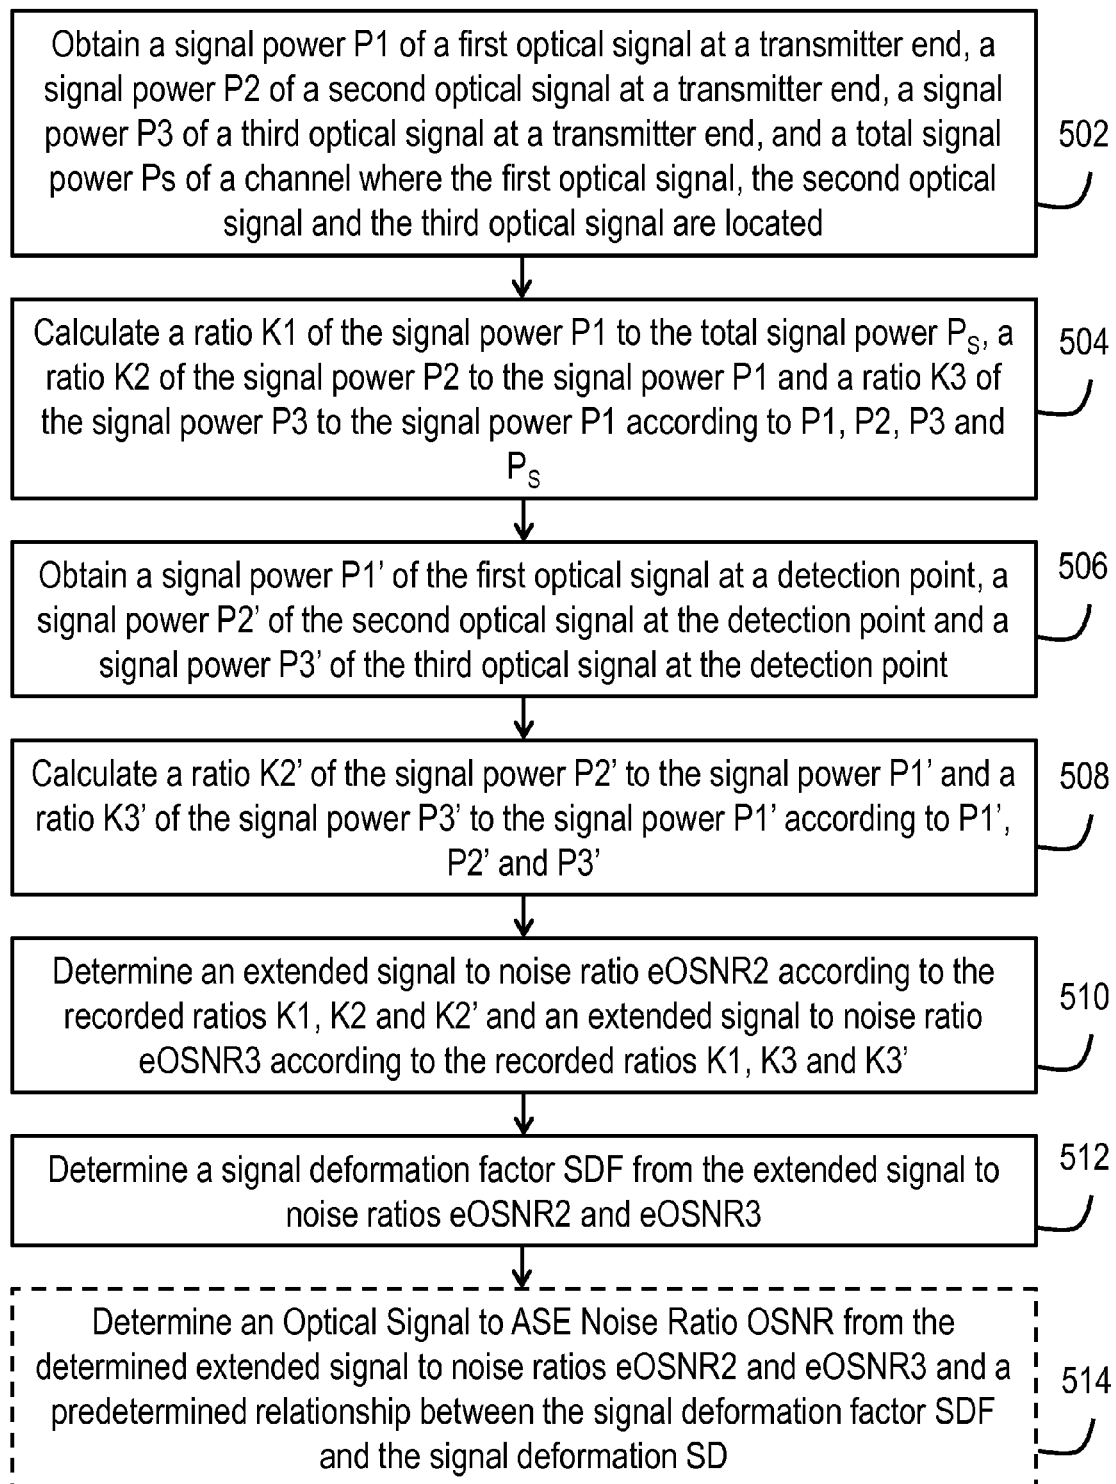 Obtain a signal power P1 of a first optical signal at a transmitter end, a
signal power P2 of a second optical signal at a transmitter end, a signal
power P3 of a third optical signal at a transmitter end, and a total signal
power Ps of a channel where the first optical signal, the second optical
signal and the third optical signal are located
502
Calculate a ratio K1 of the signal power P1 to the total signal power PS, a
ratio K2 of the signal power P2 to the signal power P1 and a ratio K3 of
the signal power P3 to the signal power P1 according to P1, P2, P3 and
PS
504
Obtain a signal power P1’ of the first optical signal at a detection point, a
signal power P2’ of the second optical signal at the detection point and a
signal power P3’ of the third optical signal at the detection point
506
Calculate a ratio K2’ of the signal power P2’ to the signal power P1’ and a
ratio K3’ of the signal power P3’ to the signal power P1’ according to P1’,
P2’ and P3’
508
Determine an extended signal to noise ratio eOSNR2 according to the
recorded ratios K1, K2 and K2’ and an extended signal to noise ratio
eOSNR3 according to the recorded ratios K1, K3 and K3’
510
Determine a signal deformation factor SDF from the extended signal to
noise ratios eOSNR2 and eOSNR3
512
Determine an Optical Signal to ASE Noise Ratio OSNR from the
determined extended signal to noise ratios eOSNR2 and eOSNR3 and a
predetermined relationship between the signal deformation factor SDF
and the signal deformation SD
514